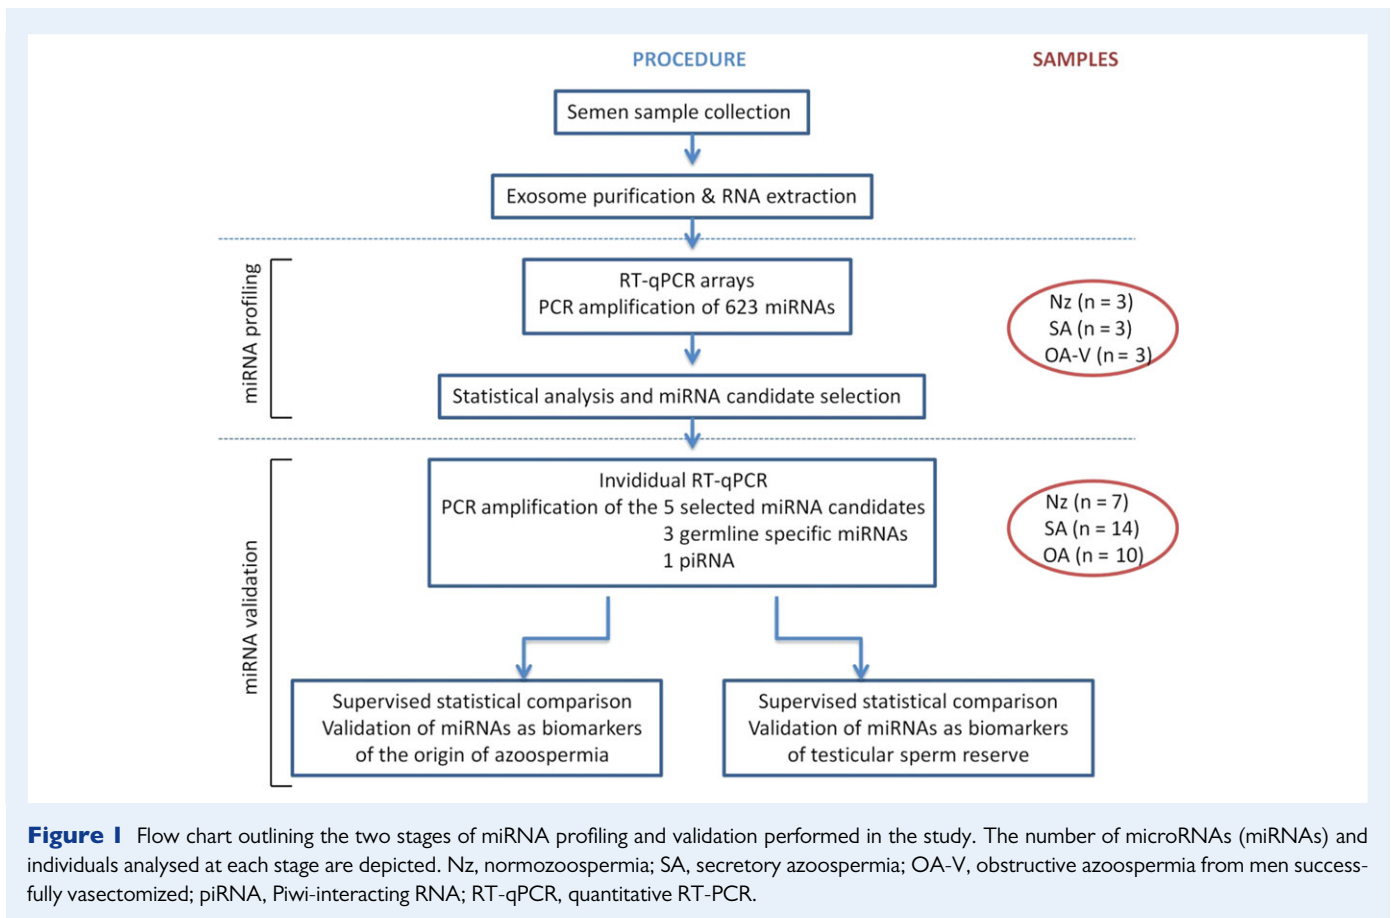 PROCEDURE
SAMPLES
Semen sample collection
Exosome purification & RNA extraction
miRNA profiling
RT-qPCR arrays
PCR amplification of 623 miRNAs
Nz (n = 3)
SA (n = 3)
OA-V (n = 3)
Statistical analysis and miRNA candidate selection
miRNA validation
Invididual RT-qPCR
PCR amplification of the 5 selected miRNA candidates
3 germline specific miRNAs
1 piRNA
Nz (n = 7)
SA (n = 14)
OA (n = 10)
Supervised statistical comparison
Validation of miRNAs as biomarkers
of the origin of azoospermia
Supervised statistical comparison
Validation of miRNAs as biomarkers
of testicular sperm reserve
Figure 1 Flow chart outlining the two stages of miRNA profiling and validation performed in the study. The number of microRNAs (miRNAs) and
individuals analysed at each stage are depicted. Nz, normozoospermia; SA, secretory azoospermia; OA-V, obstructive azoospermia from men success-
fully vasectomized; piRNA, Piwi-interacting RNA; RT-qPCR, quantitative RT-PCR.